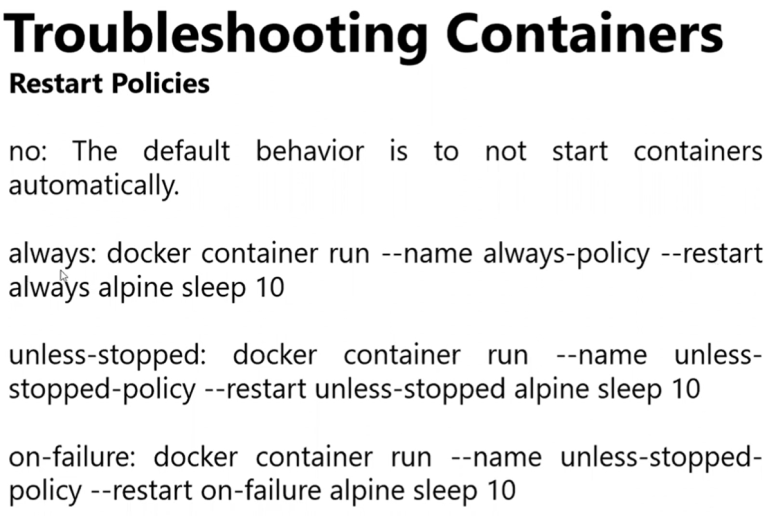 Troubleshooting Containers
Restart Policies
no: The default behavior is to not start containers
automatically.
always: docker container run --name always-policy --restart
always alpine sleep 10
unless-stopped: docker container run --name unless-
stopped-policy --restart unless-stopped alpine sleep 10
on-failure: docker container run --name unless-stopped-
policy --restart on-failure alpine sleep 10